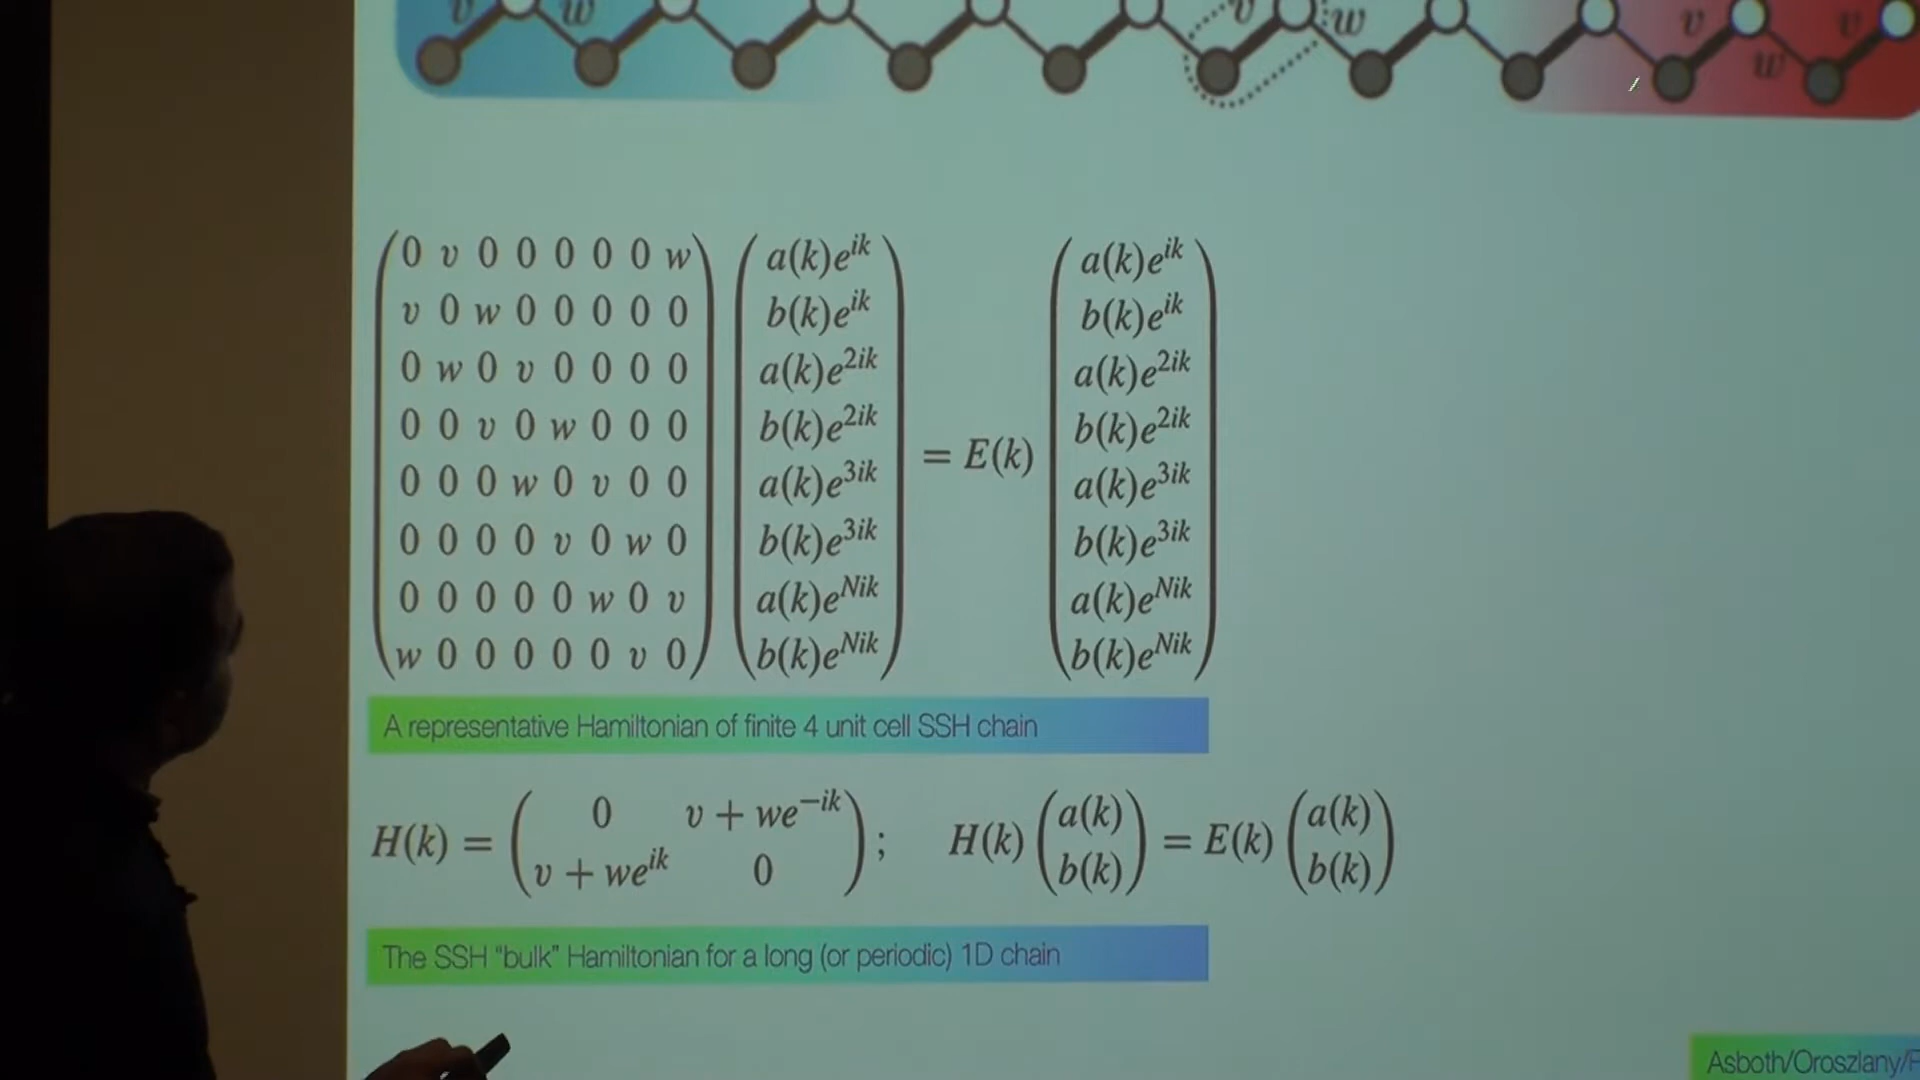 v w v w v v
w
0 v 0 0 0 0 0 w
v 0 w 0 0 0 0 0
0 w 0 v 0 0 0 0
0 0 v 0 w 0 0 0
0 0 0 w 0 v 0 0
0 0 0 0 v 0 w 0
0 0 0 0 0 w 0 v
w 0 0 0 0 0 v 0
a(k)e^{ik}
b(k)e^{ik}
a(k)e^{2ik}
b(k)e^{2ik}
a(k)e^{3ik}
b(k)e^{3ik}
a(k)e^{Nik}
b(k)e^{Nik}
= E(k)
a(k)e^{ik}
b(k)e^{ik}
a(k)e^{2ik}
b(k)e^{2ik}
a(k)e^{3ik}
b(k)e^{3ik}
a(k)e^{Nik}
b(k)e^{Nik}
A representative Hamiltonian of finite 4 unit cell SSH chain
H(k) = ( 0 v + we^{-ik} ; v + we^{ik} 0 ) ; H(k) ( a(k) b(k) ) = E(k) ( a(k) b(k) )
The SSH "bulk" Hamiltonian for a long (or periodic) 1D chain
Asboth/Oroszlany/